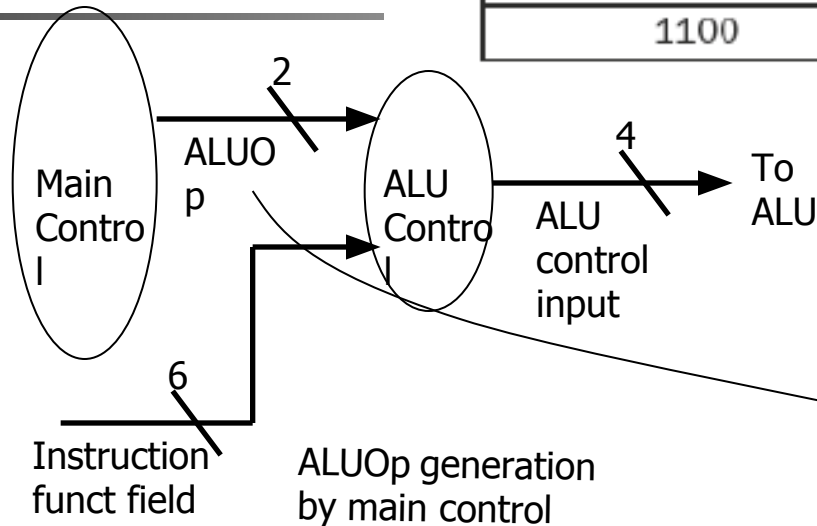 1100
2
ALUO
p
Main
Contro
l
ALU
Contro
l
4
To
ALU
ALU
control
input
6
Instruction
funct field
ALUOp generation
by main control